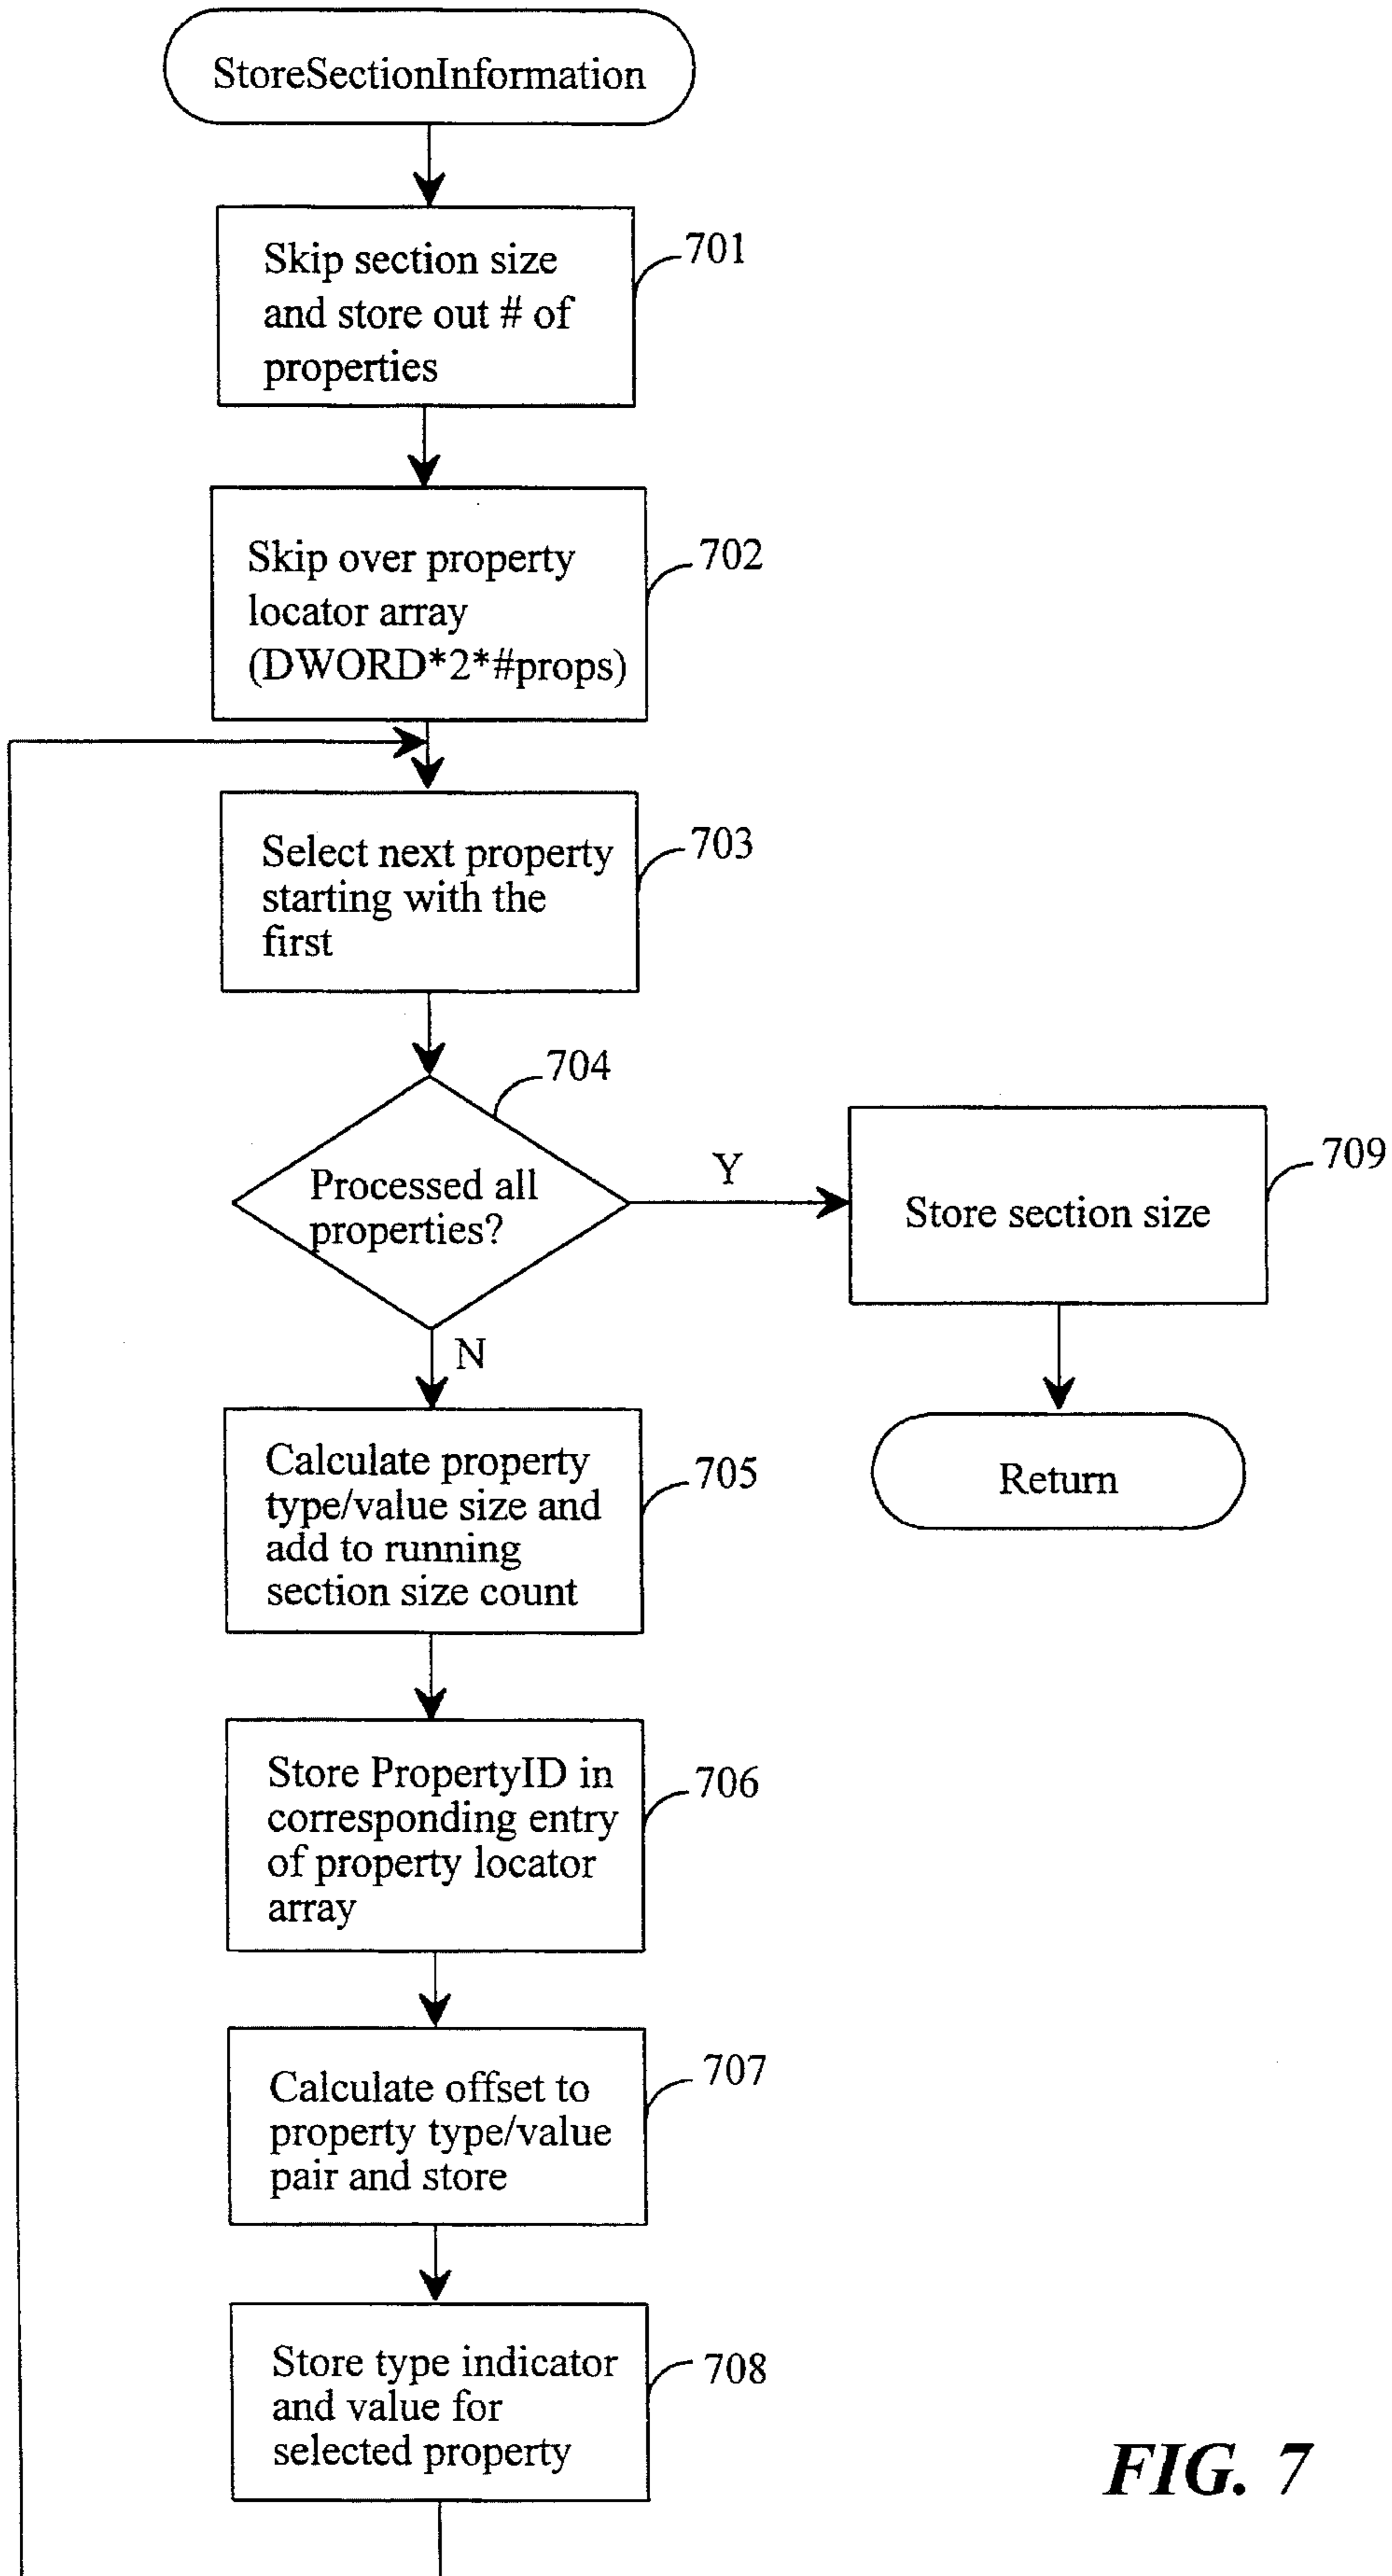 StoreSectionInformation
Skip section size
and store out # of
properties
701
Skip over property
locator array
(DWORD*2*#props)
702
Select next property
starting with the
first
703
704
Processed all
properties?
Y
N
Store section size
709
Return
Calculate property
type/value size and
add to running
section size count
705
Store PropertyID in
corresponding entry
of property locator
array
706
Calculate offset to
property type/value
pair and store
707
Store type indicator
and value for
selected property
708
FIG. 7